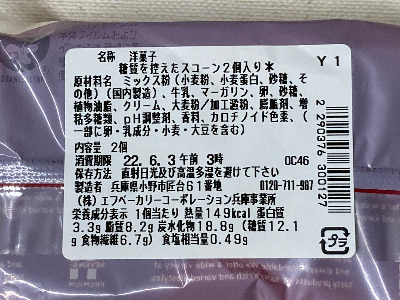 Y1
名称 洋菓子
糖質を控えたスコーン2個入り*
原材料名 ミックス粉(小麦粉、小麦蛋白、砂糖、そ
の他)(国内製造)、牛乳、マーガリン、卵、砂糖、
植物油脂、クリーム、大麦粉/加工澱粉、膨脹剤、増
粘多糖類、pH調整剤、香料、カロチノイド色素、(
一部に卵・乳成分・小麦・大豆を含む)
内容量 2個
消費期限 22.6.3午前3時 0C46
保存方法 直射日光及び高温多湿を避けて下さい
製造者 兵庫県小野市匠台61番地 0120-711-987
(株)エフベーカリーコーポレーション兵庫事業所
栄養成分表示 1個当たり 熱量149kcal 蛋白質
3.3g 脂質8.2g 炭水化物18.8g(糖質12.1
g 食物繊維6.7g) 食塩相当量0.49g
2 290376 300127
プラ